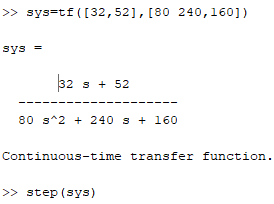 >> sys=tf([32,52],[80 240,160])
sys =
32 s + 52
--------------------
80 s^2 + 240 s + 160
Continuous-time transfer function.
>> step(sys)